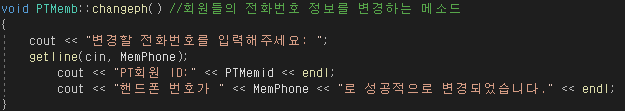 void PTMemb::changeph() //회원들의 전화번호 정보를 변경하는 메소드
{
cout << "변경할 전화번호를 입력해주세요: ";
getline(cin, MemPhone);
cout << "PT회원 ID:" << PTMemid << endl;
cout << "핸드폰 번호가 " << MemPhone << "로 성공적으로 변경되었습니다." << endl;
}